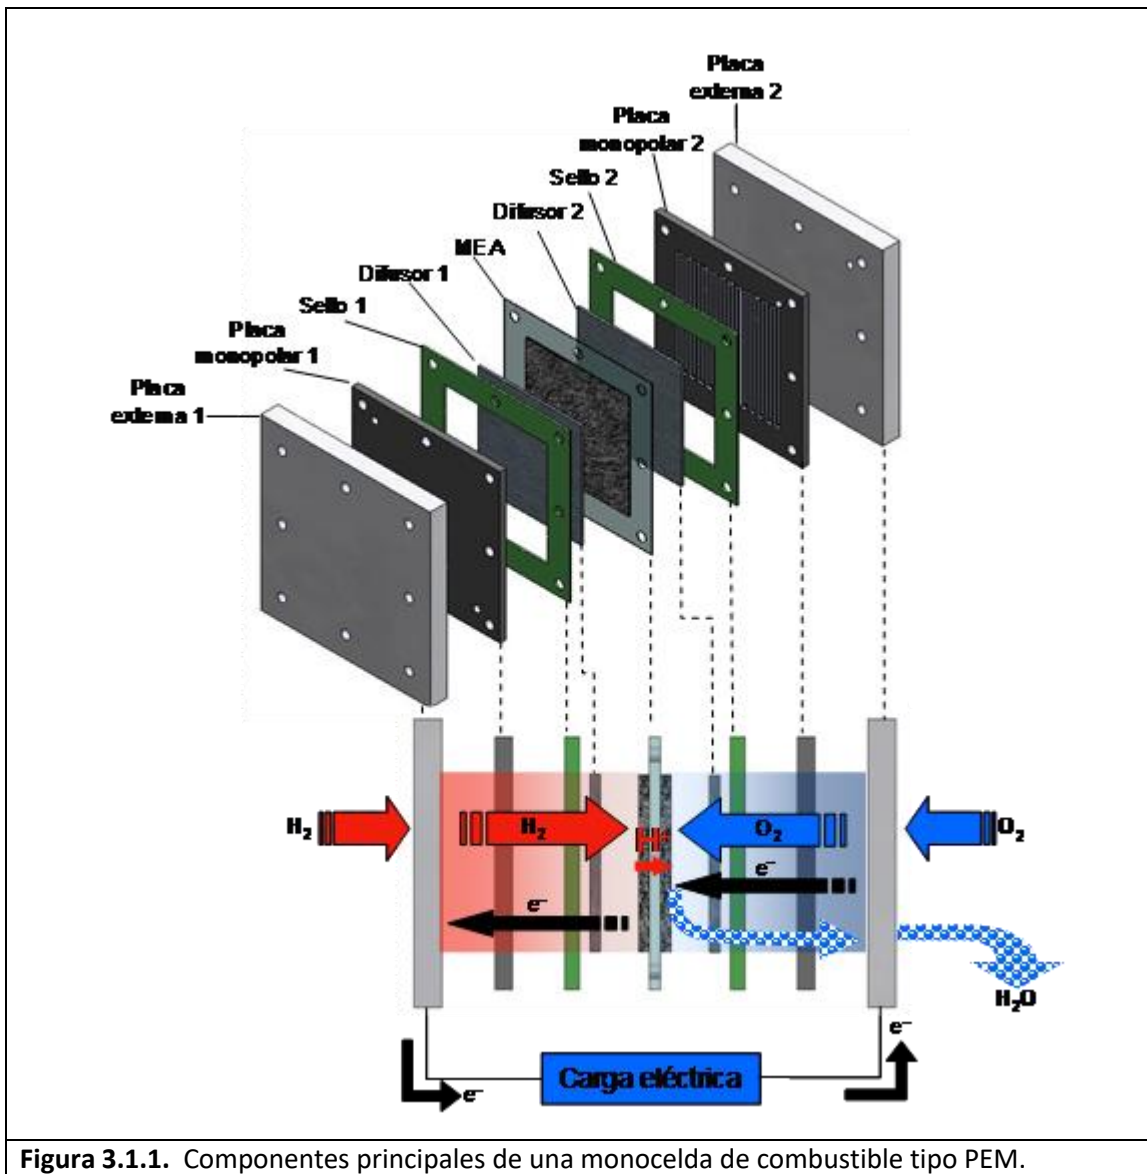 Placa
externa 2
Placa
monopolar 2
Sello 2
Difusor 2
MEA
Difusor 1
Sello 1
Placa
monopolar 1
Placa
externa 1
H₂
H₂
H⁺
O₂
O₂
e⁻
e⁻
H₂O
e⁻
e⁻
Carga eléctrica
Figura 3.1.1. Componentes principales de una monocelda de combustible tipo PEM.